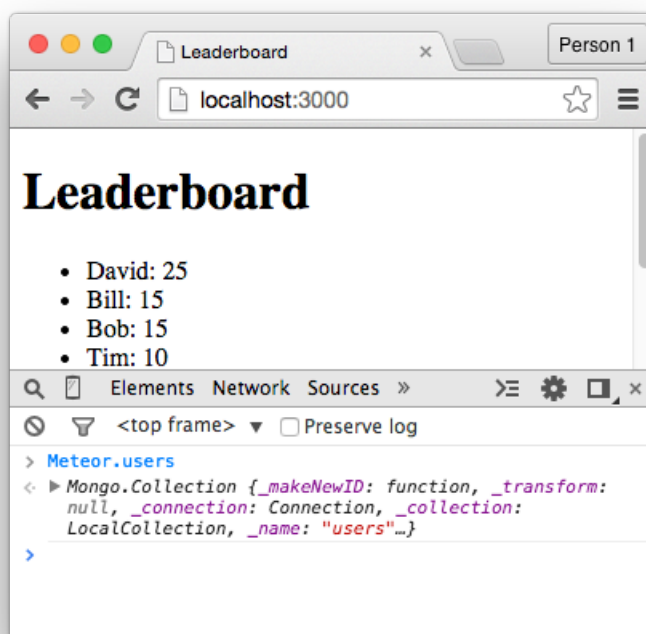 Leaderboard
Person 1
localhost:3000
Leaderboard
David: 25
Bill: 15
Bob: 15
Tim: 10
Elements Network Sources »
<top frame> ▼ Preserve log
> Meteor.users
Mongo.Collection {_makeNewID: function, _transform:
null, _connection: Connection, _collection:
LocalCollection, _name: "users"…}
>